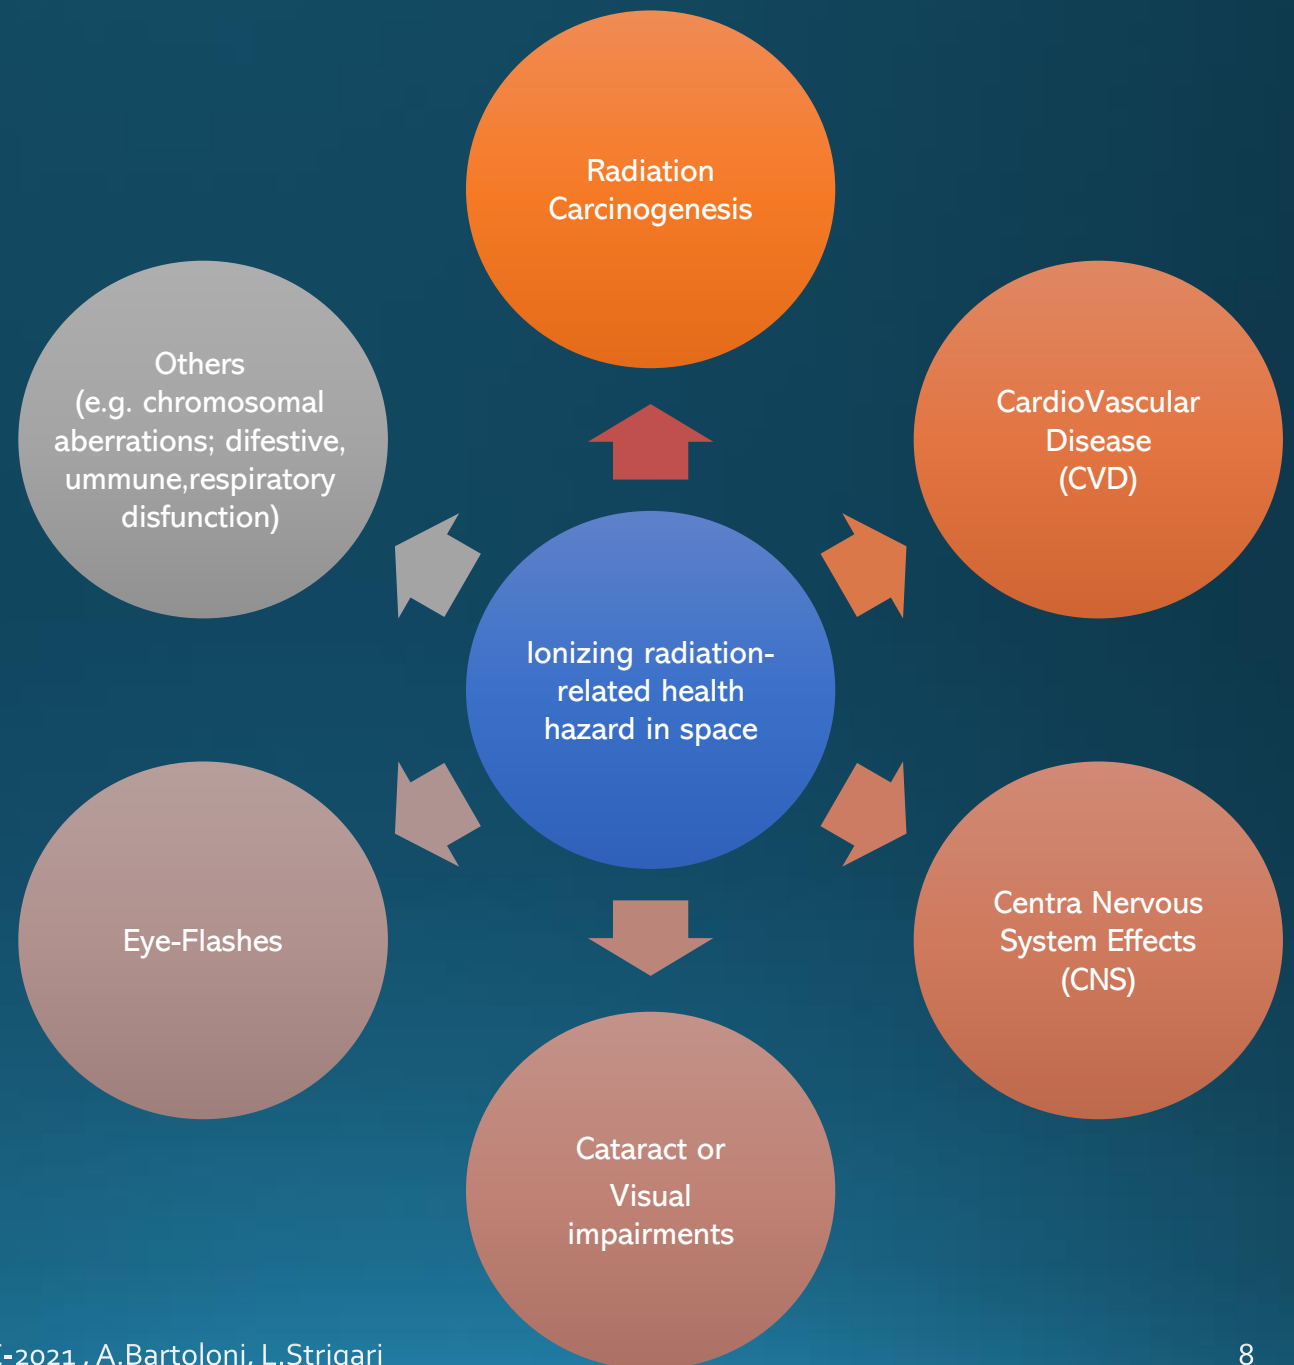 Radiation
Carcinogenesis
CardioVascular
Disease
(CVD)
Centra Nervous
System Effects
(CNS)
Cataract or
Visual
impairments
Eye-Flashes
Others
(e.g. chromosomal
aberrations; difestive,
ummune,respiratory
disfunction)
Ionizing radiation-
related health
hazard in space
-2021 , A.Bartoloni, L.Strigari
8